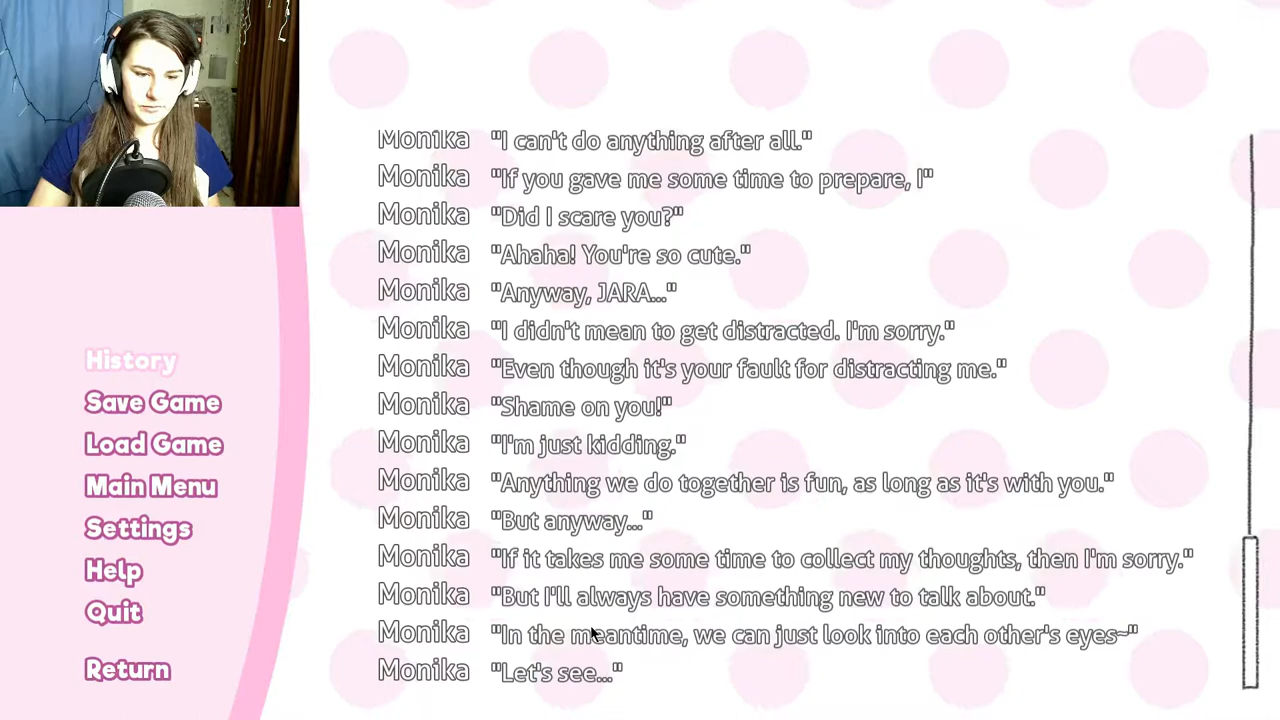 Monika "I can't do anything after all."
Monika "If you gave me some time to prepare, I"
Monika "Did I scare you?"
Monika "Ahaha! You're so cute."
Monika "Anyway, JARA..."
Monika "I didn't mean to get distracted. I'm sorry."
Monika "Even though it's your fault for distracting me."
Monika "Shame on you!"
Monika "I'm just kidding."
Monika "Anything we do together is fun, as long as it's with you."
Monika "But anyway..."
Monika "If it takes me some time to collect my thoughts, then I'm sorry."
Monika "But I'll always have something new to talk about."
Monika "In the meantime, we can just look into each other's eyes~"
Monika "Let's see..."
History
Save Game
Load Game
Main Menu
Settings
Help
Quit
Return